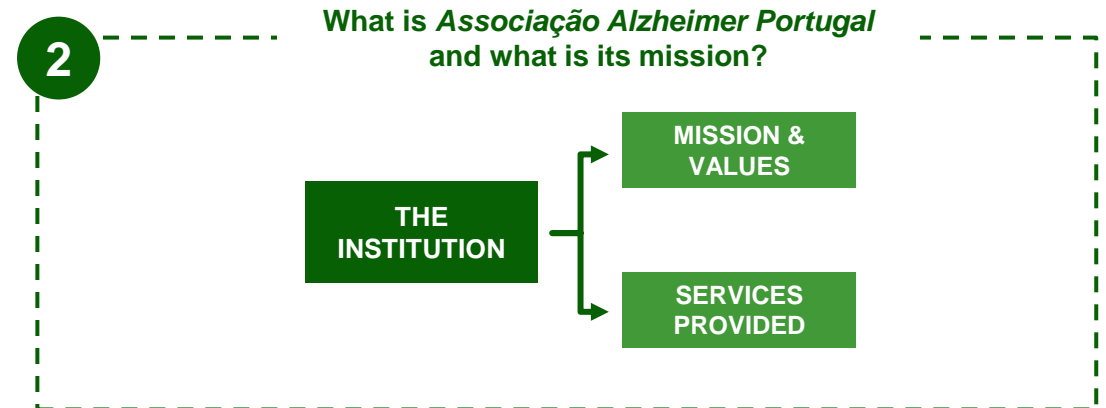 2
What is Associação Alzheimer Portugal
and what is its mission?
MISSION &
VALUES
THE
INSTITUTION
SERVICES
PROVIDED